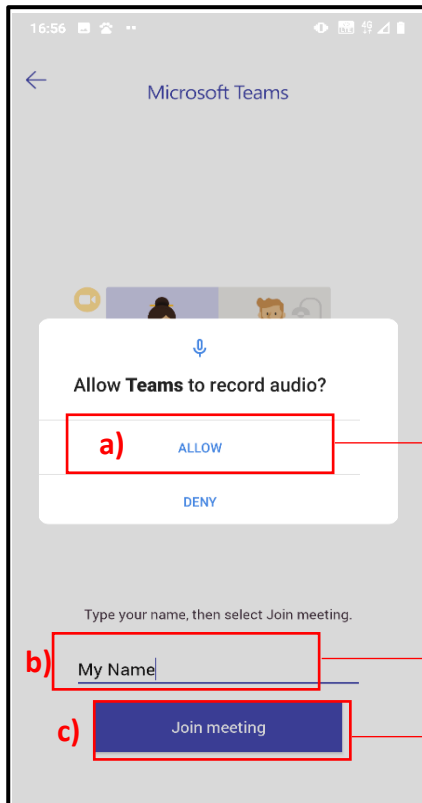 16:56
4G
Microsoft Teams
Allow Teams to record audio?
a) ALLOW
DENY
Type your name, then select Join meeting.
b) My Name
c) Join meeting